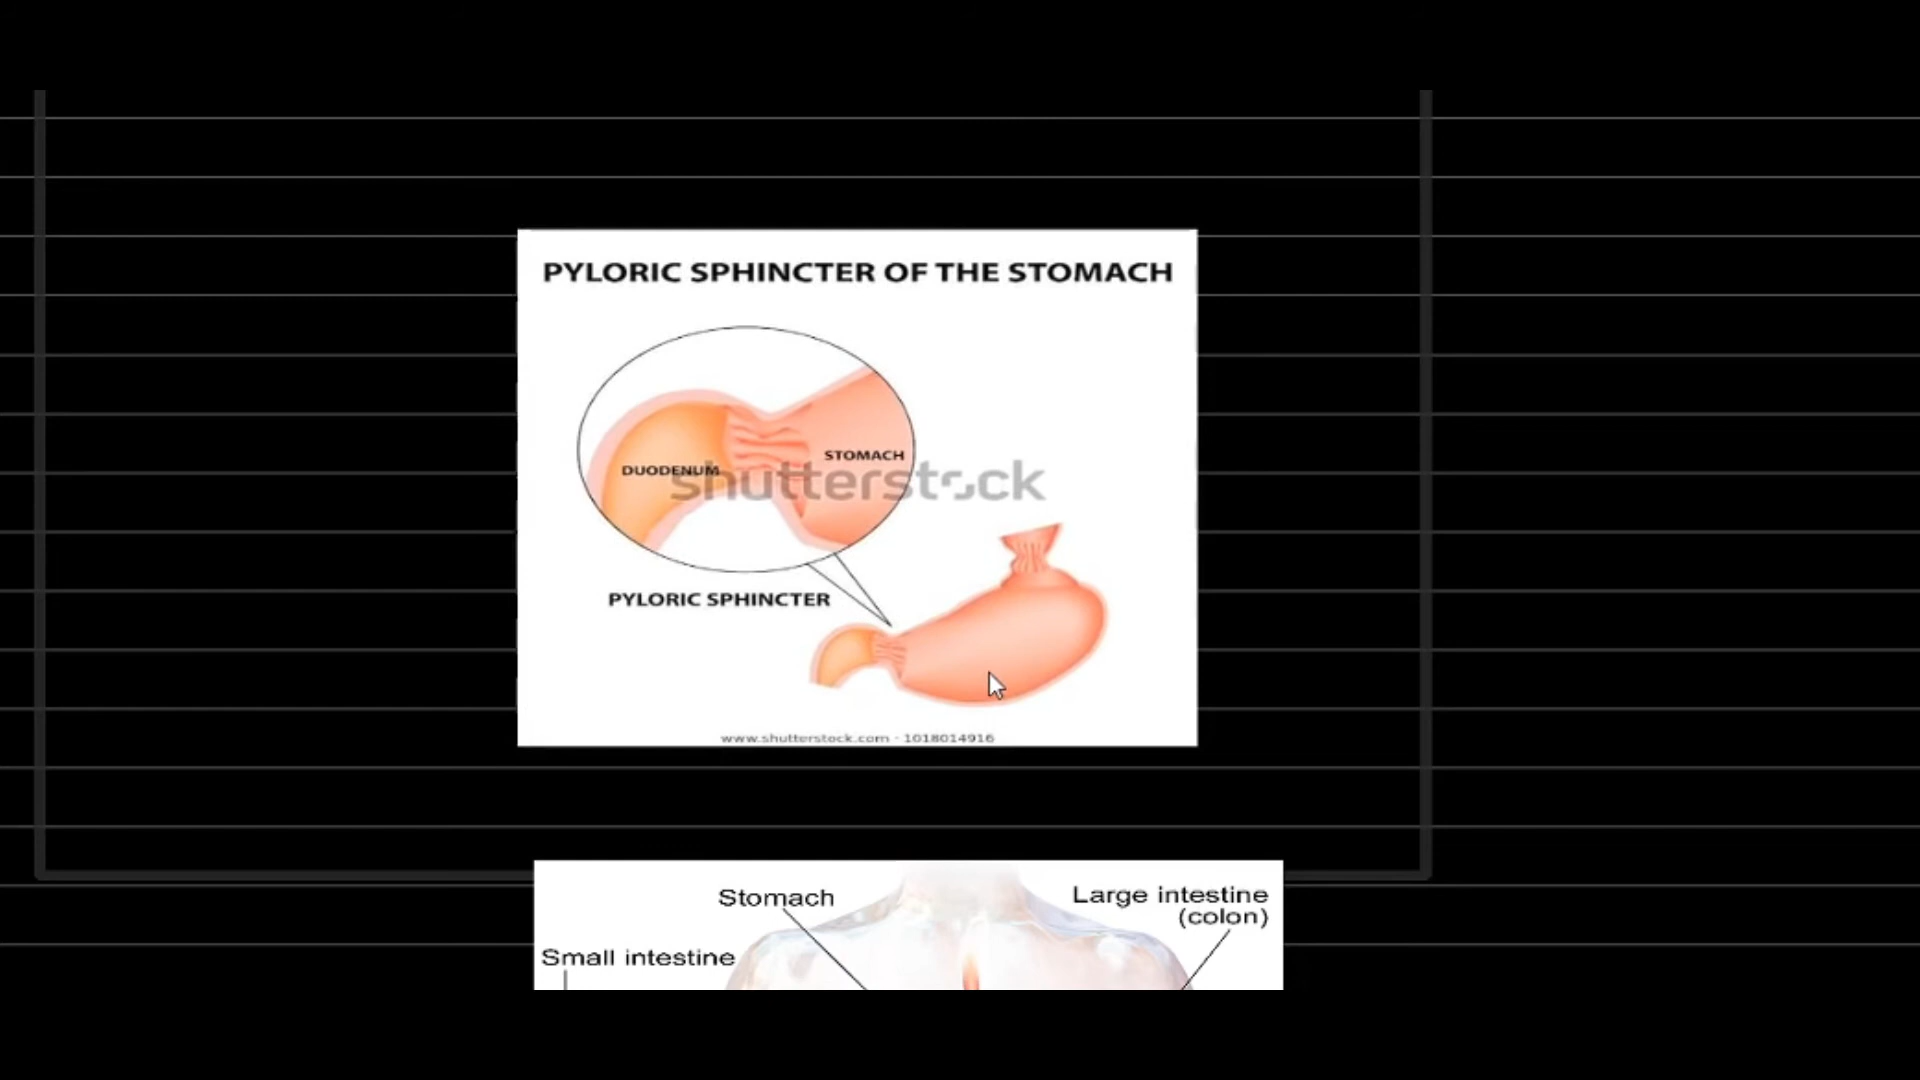 PYLORIC SPHINCTER OF THE STOMACH
STOMACH
DUODENUM
shutterstock
PYLORIC SPHINCTER
www.shutterstock.com · 1018014916
Stomach
Large intestine
(colon)
Small intestine